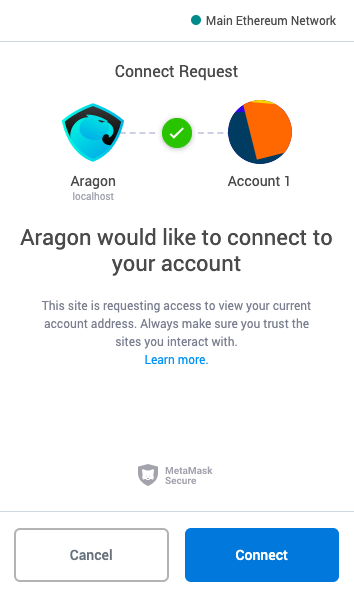 Main Ethereum Network
Connect Request
Aragon
localhost
Account 1
Aragon would like to connect to
your account
This site is requesting access to view your current
account address. Always make sure you trust the
sites you interact with.
Learn more.
MetaMask
Secure
Cancel
Connect